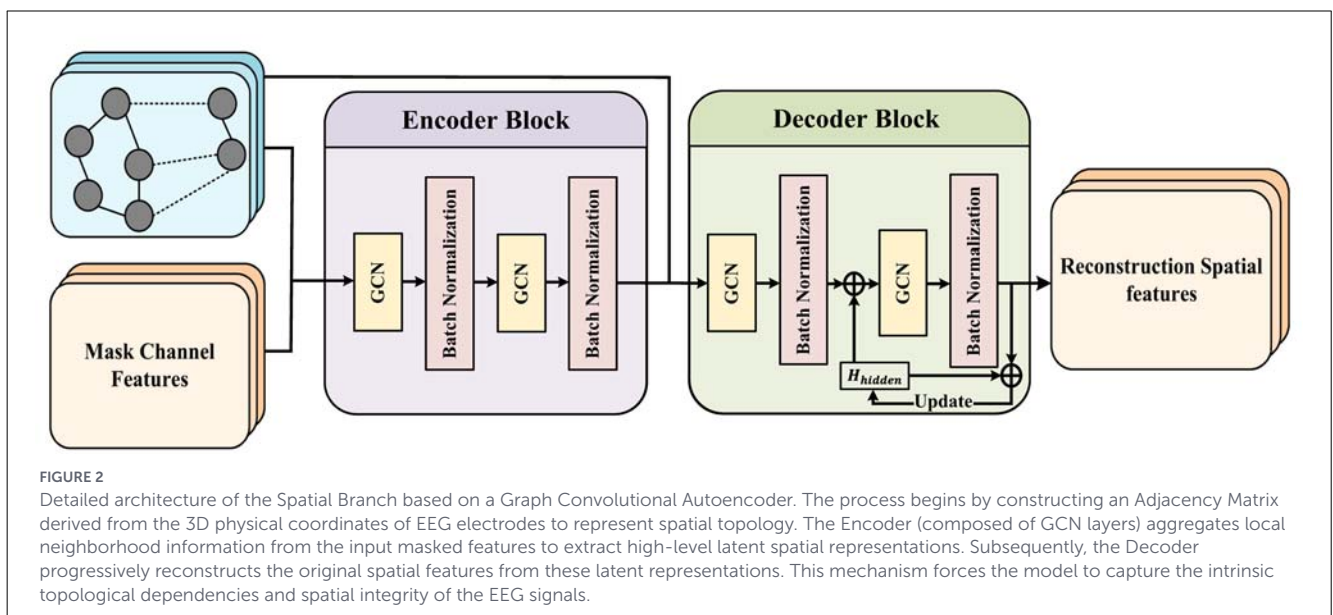 Encoder Block
Decoder Block
GCN
Batch Normalization
GCN
Batch Normalization
GCN
Batch Normalization
GCN
Batch Normalization
H_hidden
Update
Mask Channel
Features
Reconstruction Spatial
features
FIGURE 2
Detailed architecture of the Spatial Branch based on a Graph Convolutional Autoencoder. The process begins by constructing an Adjacency Matrix
derived from the 3D physical coordinates of EEG electrodes to represent spatial topology. The Encoder (composed of GCN layers) aggregates local
neighborhood information from the input masked features to extract high-level latent spatial representations. Subsequently, the Decoder
progressively reconstructs the original spatial features from these latent representations. This mechanism forces the model to capture the intrinsic
topological dependencies and spatial integrity of the EEG signals.